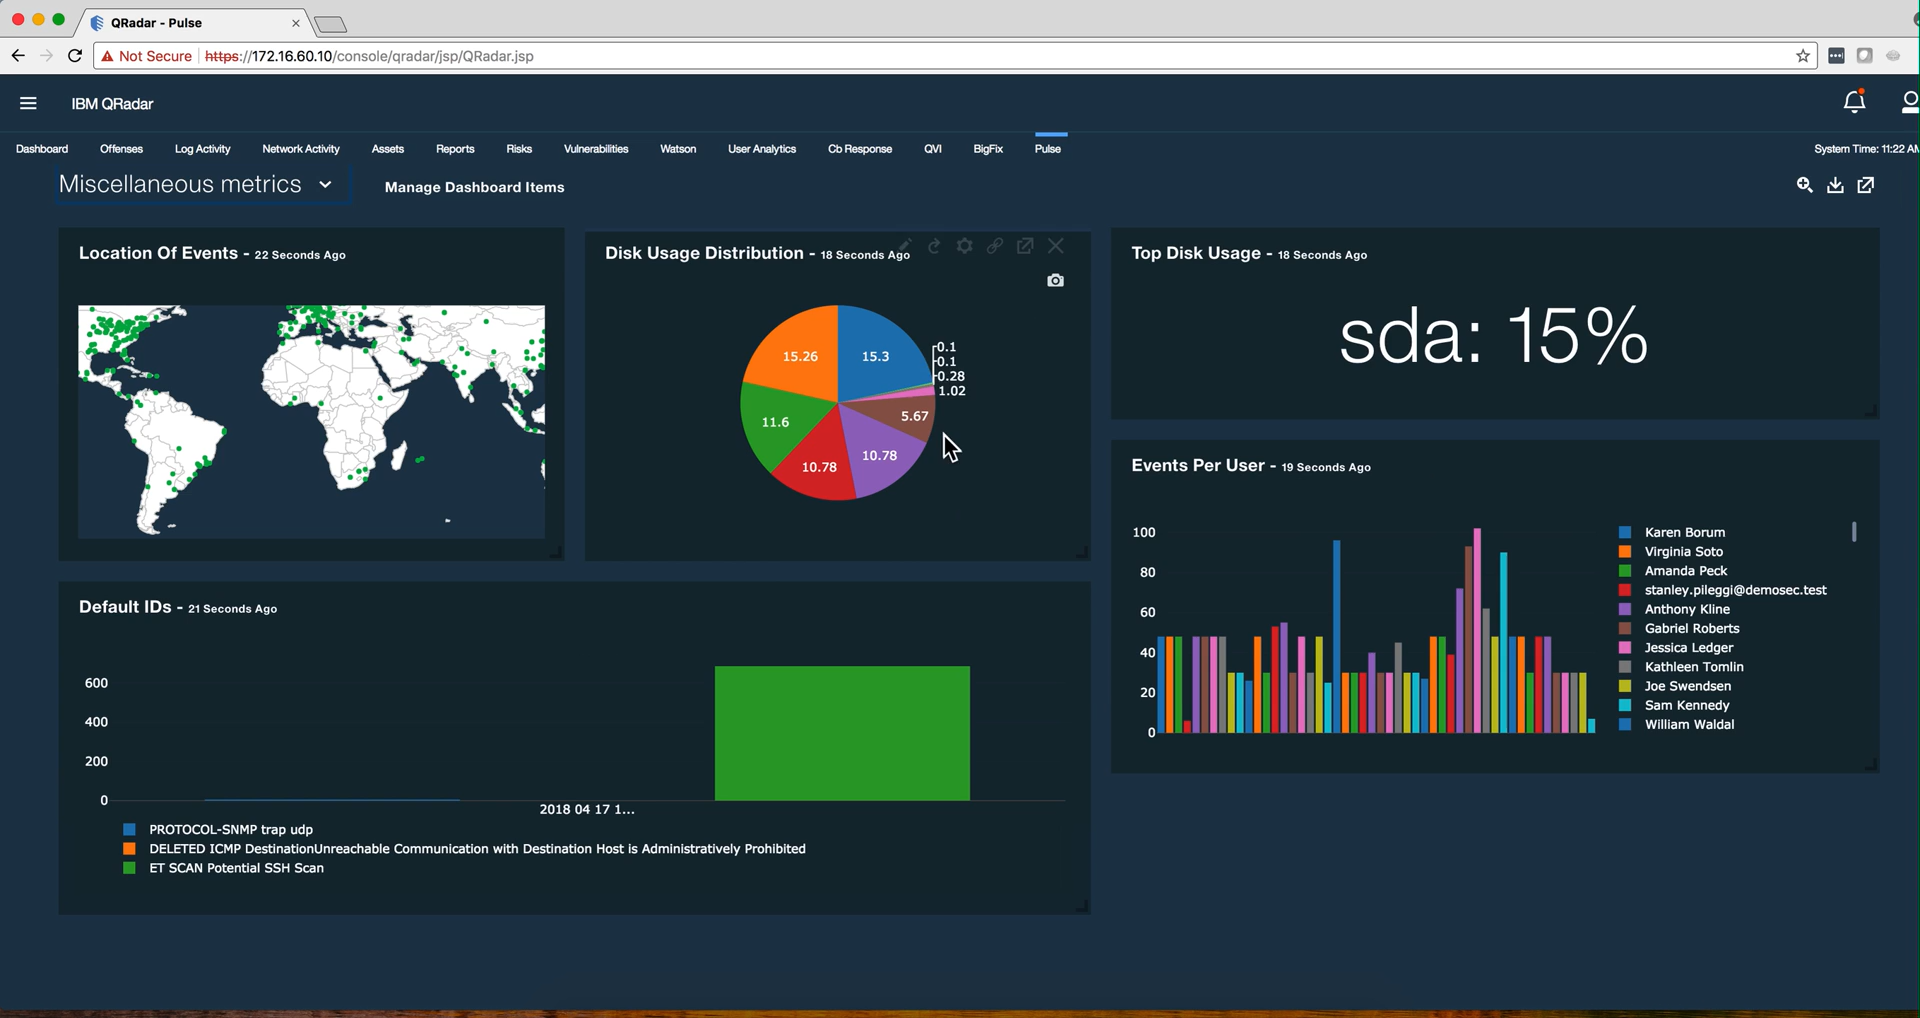 QRadar - Pulse
Not Secure https://172.16.60.10/console/qradar/jsp/QRadar.jsp
IBM QRadar
Dashboard Offenses Log Activity Network Activity Assets Reports Risks Vulnerabilities Watson User Analytics Cb Response QVI BigFix Pulse System Time: 11:22 AM
Miscellaneous metrics Manage Dashboard Items
Location Of Events - 22 Seconds Ago
Disk Usage Distribution - 18 Seconds Ago
15.26
15.3
0.1
0.1
0.28
1.02
5.67
11.6
10.78
10.78
Top Disk Usage - 18 Seconds Ago
sda: 15%
Events Per User - 19 Seconds Ago
100
80
60
40
20
0
Karen Borum
Virginia Soto
Amanda Peck
stanley.pileggi@demosec.test
Anthony Kline
Gabriel Roberts
Jessica Ledger
Kathleen Tomlin
Joe Swendsen
Sam Kennedy
William Waldal
Default IDs - 21 Seconds Ago
600
400
200
0
2018 04 17 1...
PROTOCOL-SNMP trap udp
DELETED ICMP DestinationUnreachable Communication with Destination Host is Administratively Prohibited
ET SCAN Potential SSH Scan